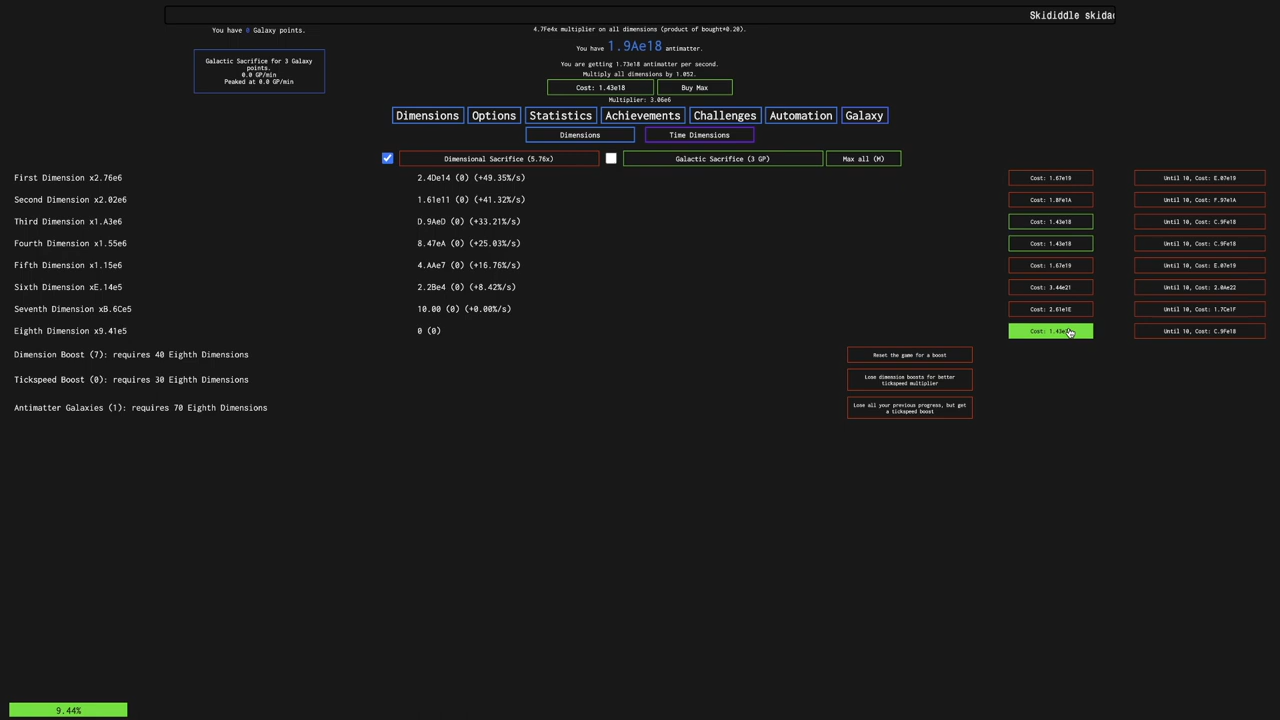 Skididdle skidac
You have 0 Galaxy points.
4.7Fe4x multiplier on all dimensions (product of bought*0.20).
You have 1.9Ae18 antimatter.
Galactic Sacrifice for 3 Galaxy
points.
0.0 GP/min
Peaked at 0.0 GP/min
You are getting 1.73e18 antimatter per second.
Multiply all dimensions by 1.052.
Cost: 1.43e18
Buy Max
Multiplier: 3.06e6
Dimensions
Options
Statistics
Achievements
Challenges
Automation
Galaxy
Dimensions
Time Dimensions
Dimensional Sacrifice (5.76x)
Galactic Sacrifice (3 GP)
Max all (M)
First Dimension x2.76e6
2.4De14 (0) (+49.35%/s)
Cost: 1.67e19
Until 10, Cost: E.07e19
Second Dimension x2.02e6
1.61e11 (0) (+41.32%/s)
Cost: 1.8Fe1A
Until 10, Cost: F.97e1A
Third Dimension x1.A3e6
D.9AeD (0) (+33.21%/s)
Cost: 1.43e18
Until 10, Cost: C.9Fe18
Fourth Dimension x1.55e6
8.47eA (0) (+25.03%/s)
Cost: 1.43e18
Until 10, Cost: C.9Fe18
Fifth Dimension x1.15e6
4.AAe7 (0) (+16.76%/s)
Cost: 1.67e19
Until 10, Cost: E.07e19
Sixth Dimension xE.14e5
2.2Be4 (0) (+8.42%/s)
Cost: 3.44e21
Until 10, Cost: 2.0Ae22
Seventh Dimension xB.6Ce5
10.00 (0) (+0.00%/s)
Cost: 2.61e1E
Until 10, Cost: 1.7Ce1F
Eighth Dimension x9.41e5
0 (0)
Cost: 1.43e
Until 10, Cost: C.9Fe18
Dimension Boost (7): requires 40 Eighth Dimensions
Reset the game for a boost
Tickspeed Boost (0): requires 30 Eighth Dimensions
Lose dimension boosts for better
tickspeed multiplier
Antimatter Galaxies (1): requires 70 Eighth Dimensions
Lose all your previous progress, but get
a tickspeed boost
9.44%